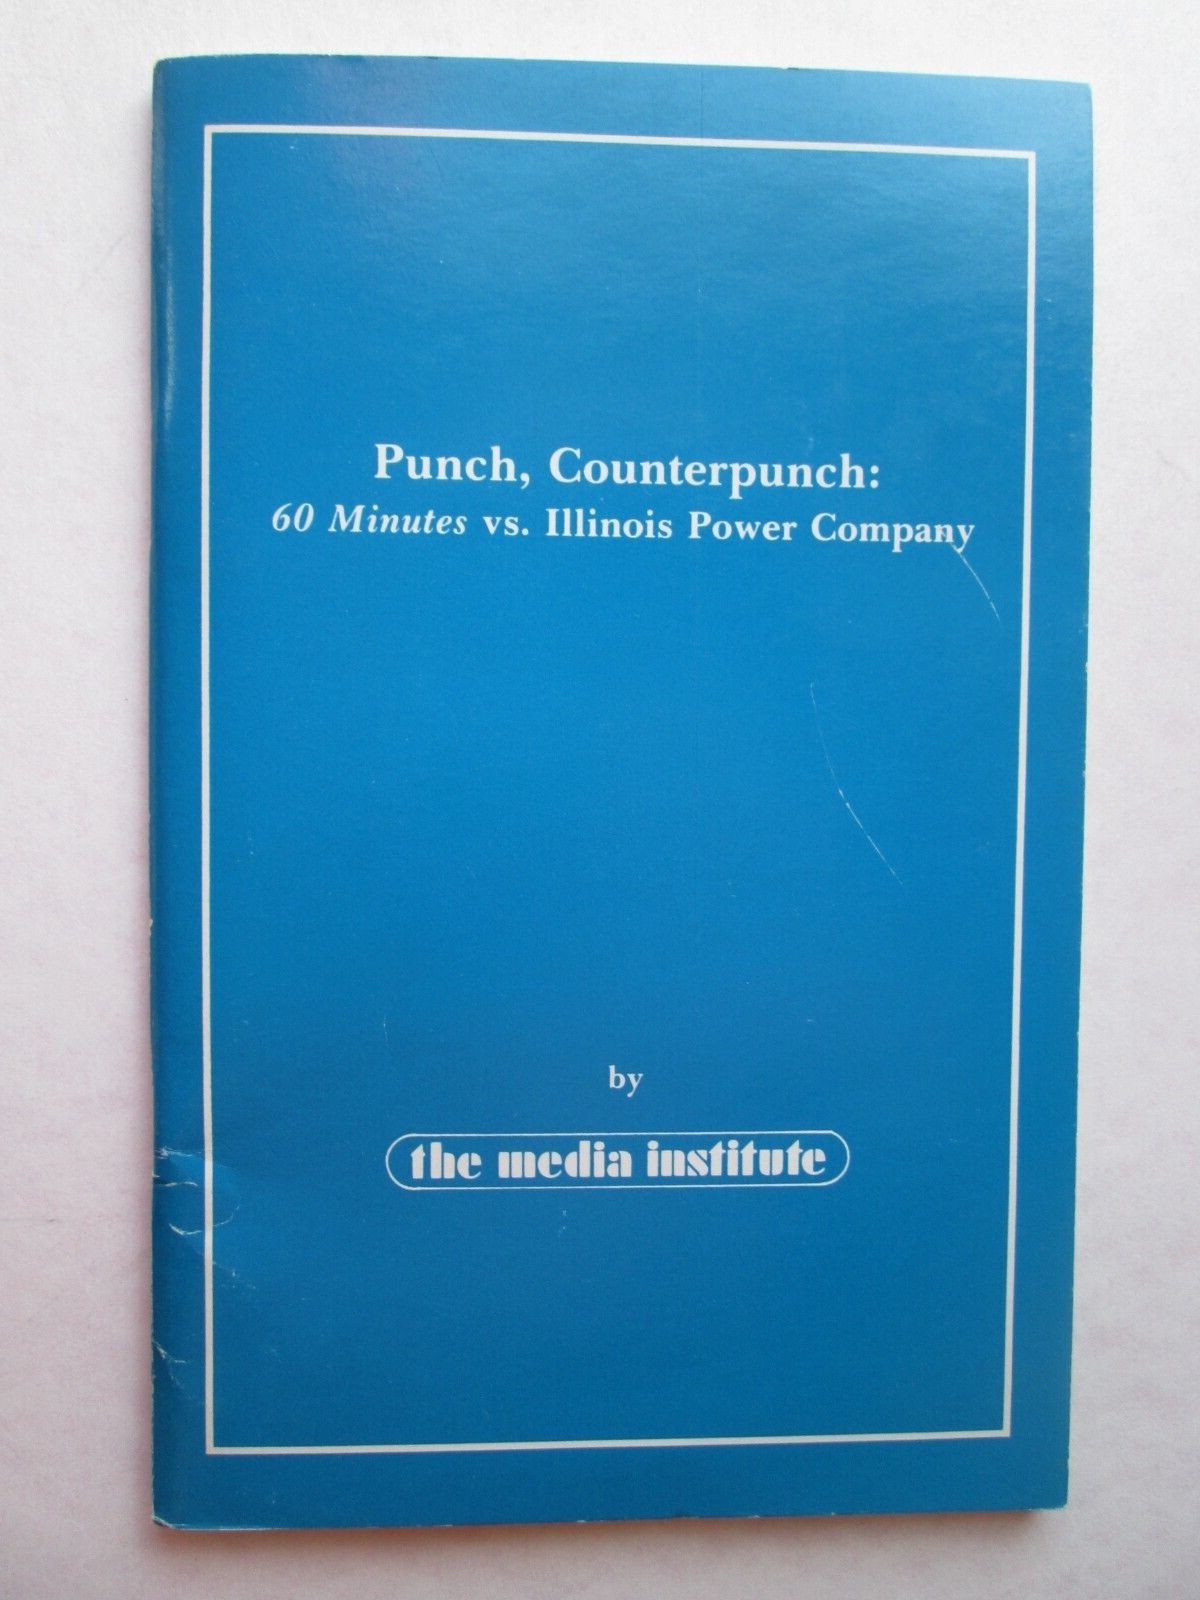 Punch, Counterpunch:
60 Minutes vs. Illinois Power Company
by
the media institute